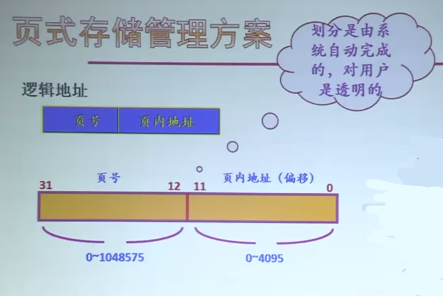 页式存储管理方案
划分是由系
统自动完成
的，对用户
是透明的
逻辑地址
页号 页内地址
页号 页内地址（偏移）
31 12 11 0
0~1048575 0~4095